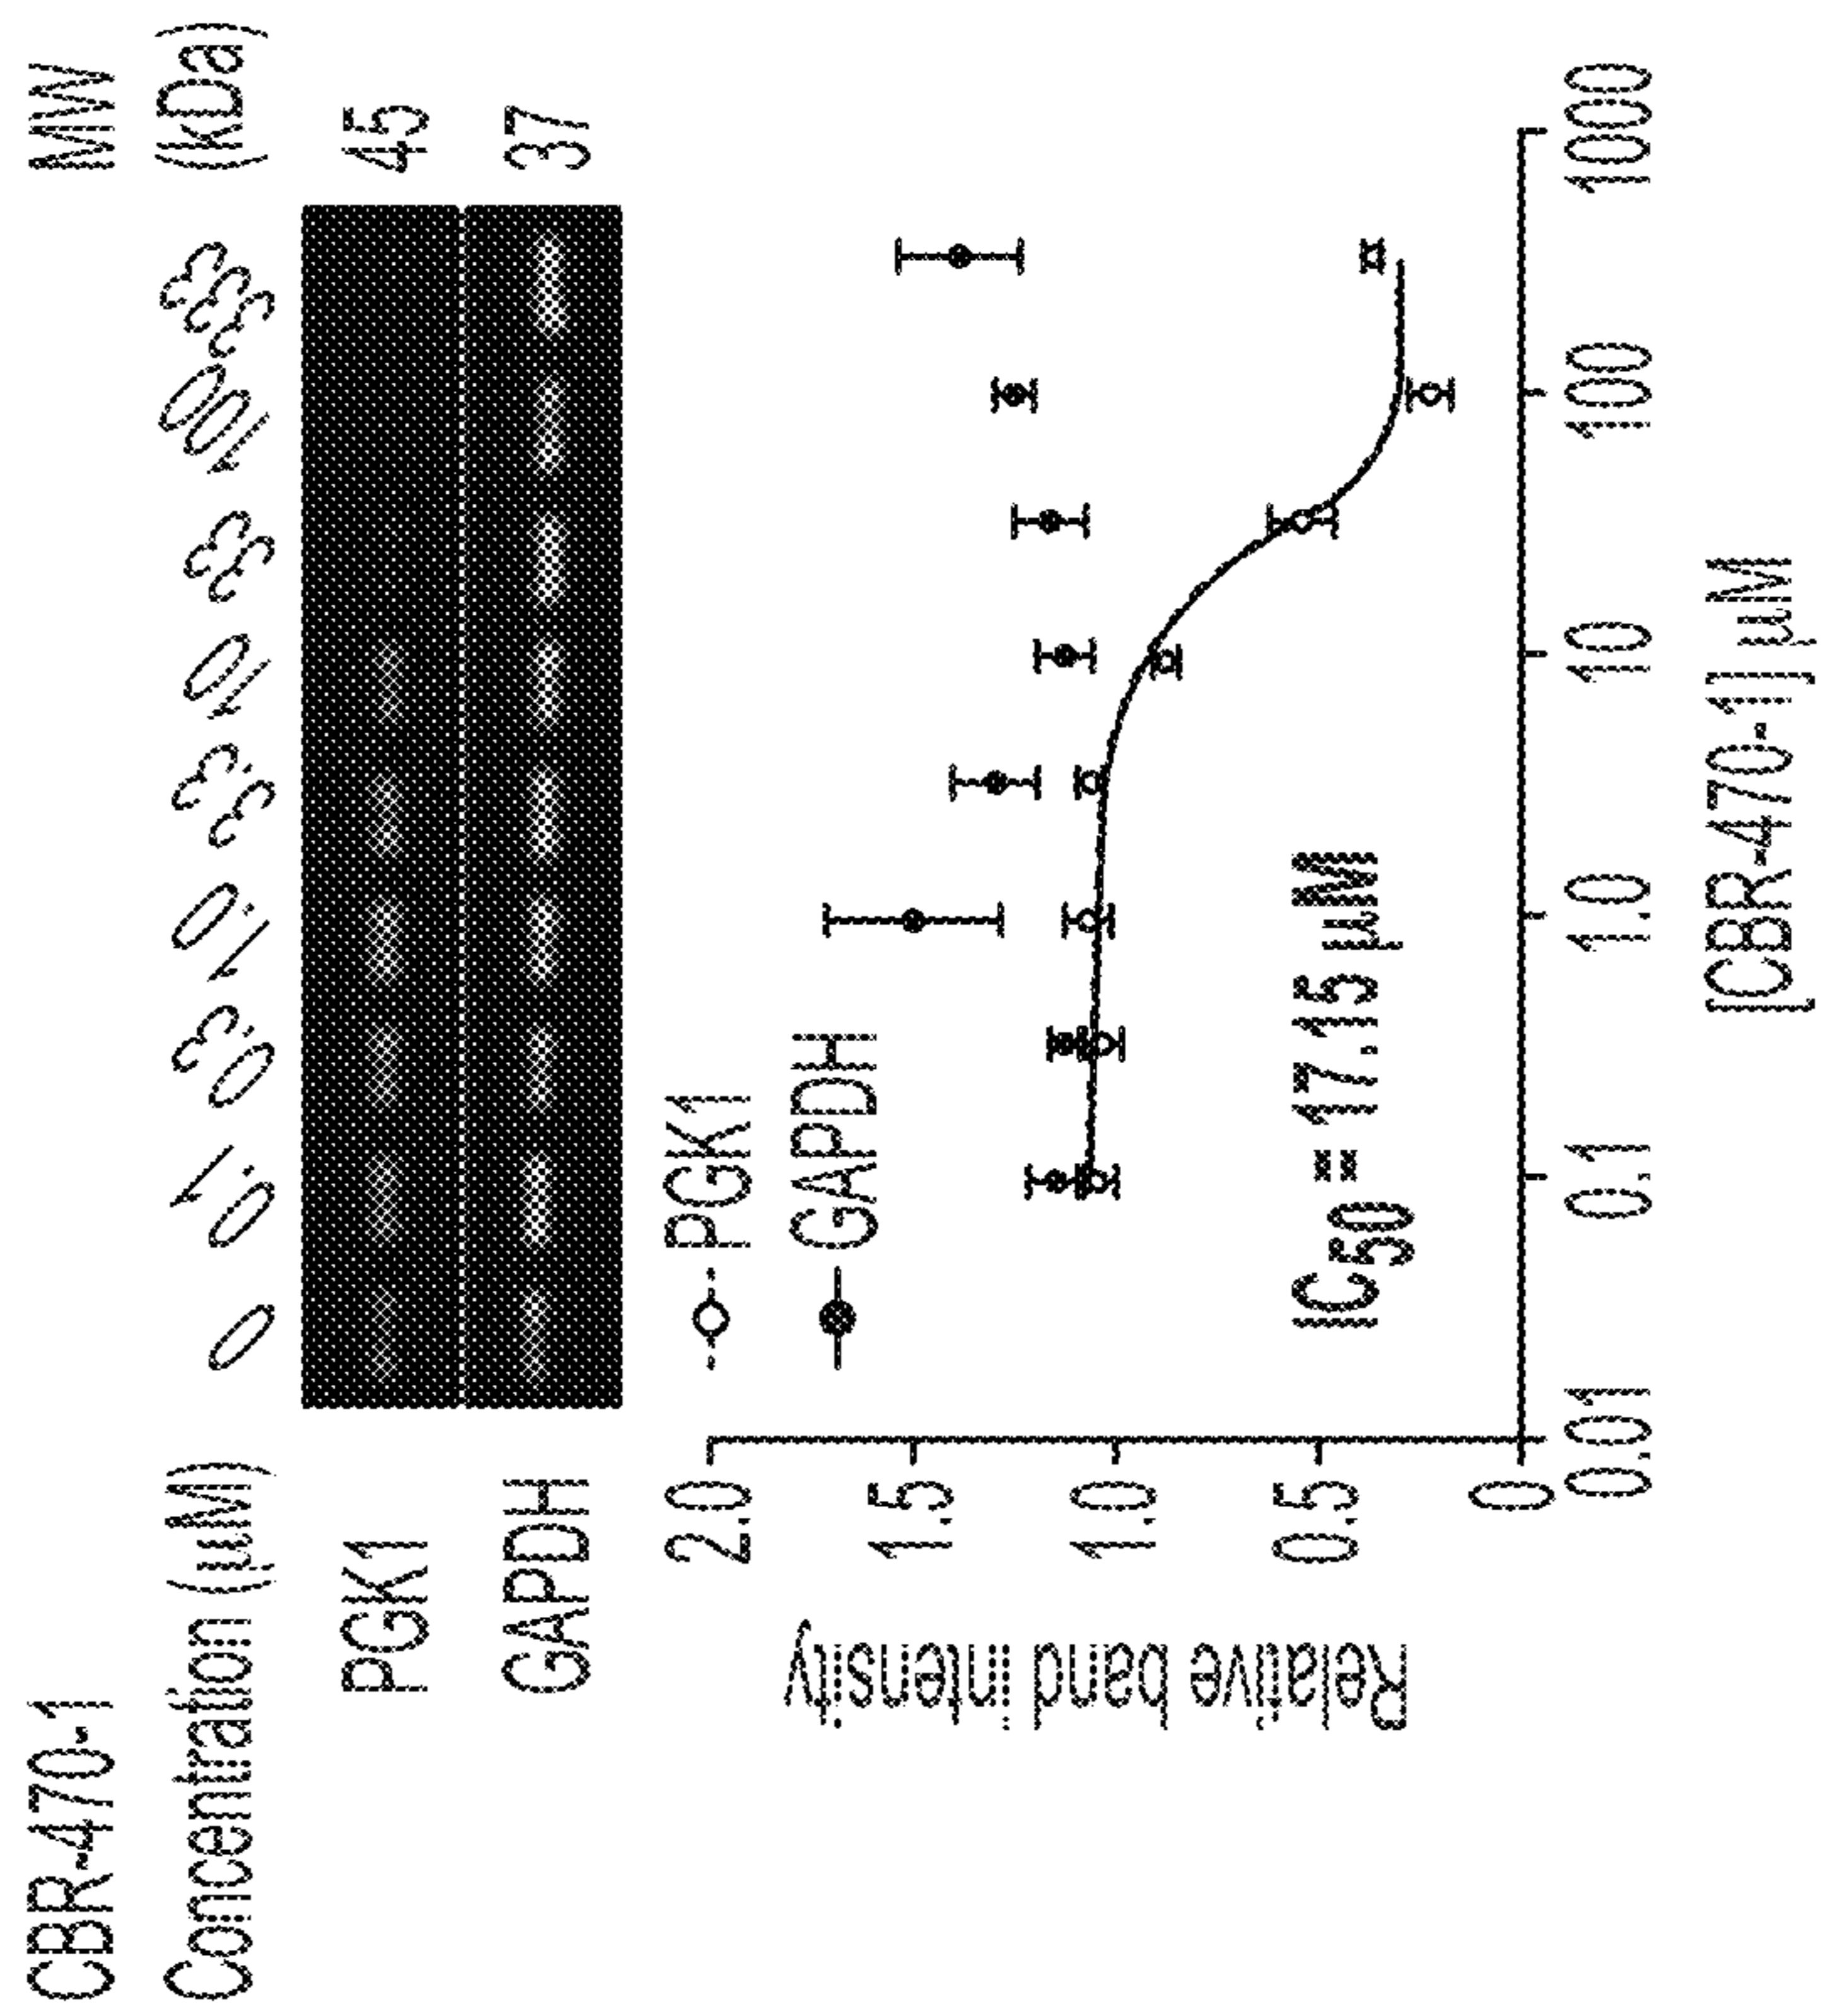 CBR-470-1
Concentration (μM) 0 0.1 0.3 1.0 3.3 10 33 100 333
MW
(kDa)
PGK1 45
GAPDH 37
PGK1
GAPDH
Relative band intensity
2.0
1.5
1.0
0.5
0
IC50 = 17.15 μM
0.01 0.1 1.0 10 100 1000
[CBR-470-1] μM